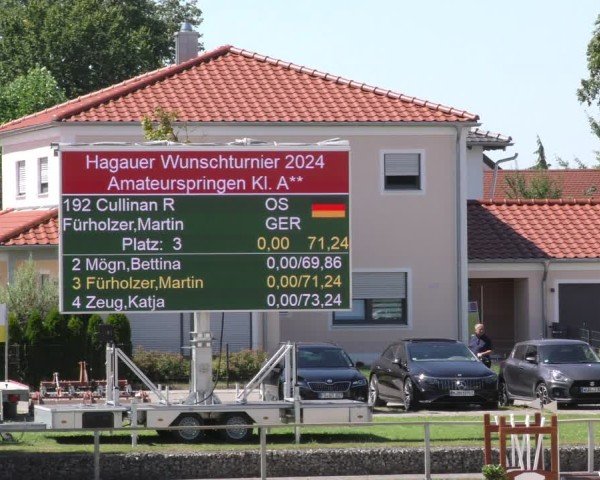 Hagauer Wunschturnier 2024
Amateurspringen Kl. A**
192 Cullinan R OS
Fürholzer,Martin GER
Platz: 3 0,00 71,24
2 Mögn,Bettina 0,00/69,86
3 Fürholzer,Martin 0,00/71,24
4 Zeug,Katja 0,00/73,24